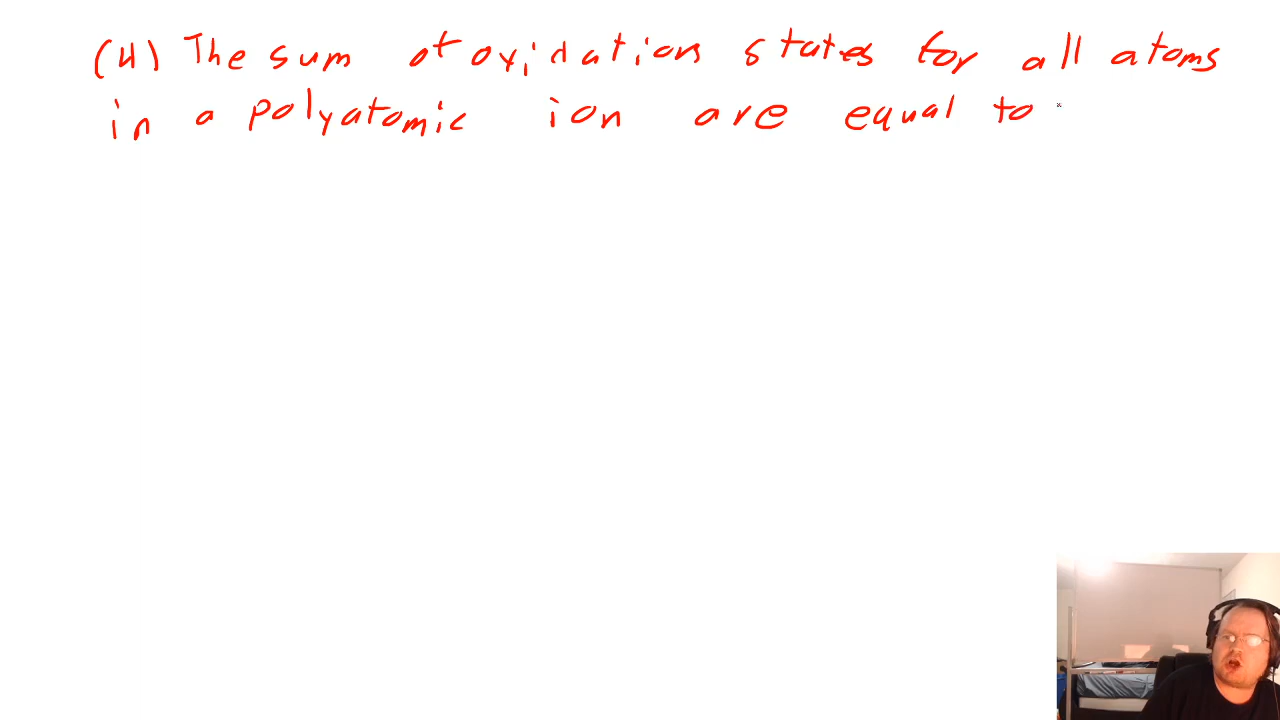 (4) The sum of oxidation states for all atoms
in a polyatomic ion are equal to